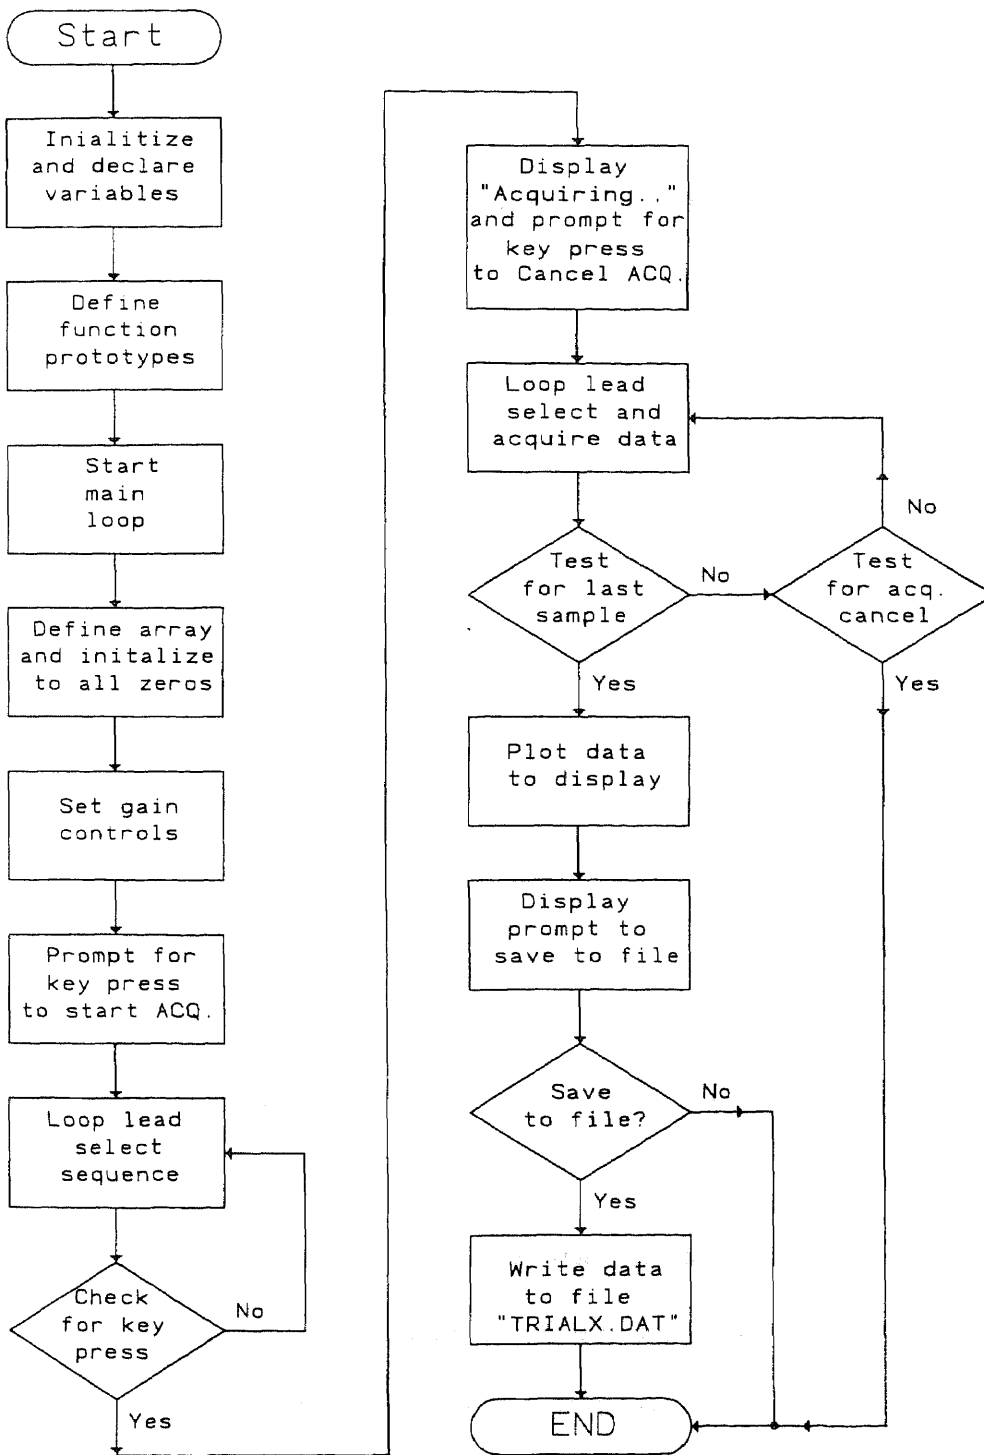 Start
Inialitize
and declare
variables
Define
function
prototypes
Start
main
loop
Define array
and initalize
to all zeros
Set gain
controls
Prompt for
key press
to start ACQ.
Loop lead
select
sequence
Check
for key
press
No
Yes
Display
"Acquiring.."
and prompt for
key press
to Cancel ACQ.
Loop lead
select and
acquire data
Test
for last
sample
No
Yes
Test
for acq.
cancel
No
Yes
Plot data
to display
Display
prompt to
save to file
Save
to file?
No
Yes
Write data
to file
"TRIALX.DAT"
END